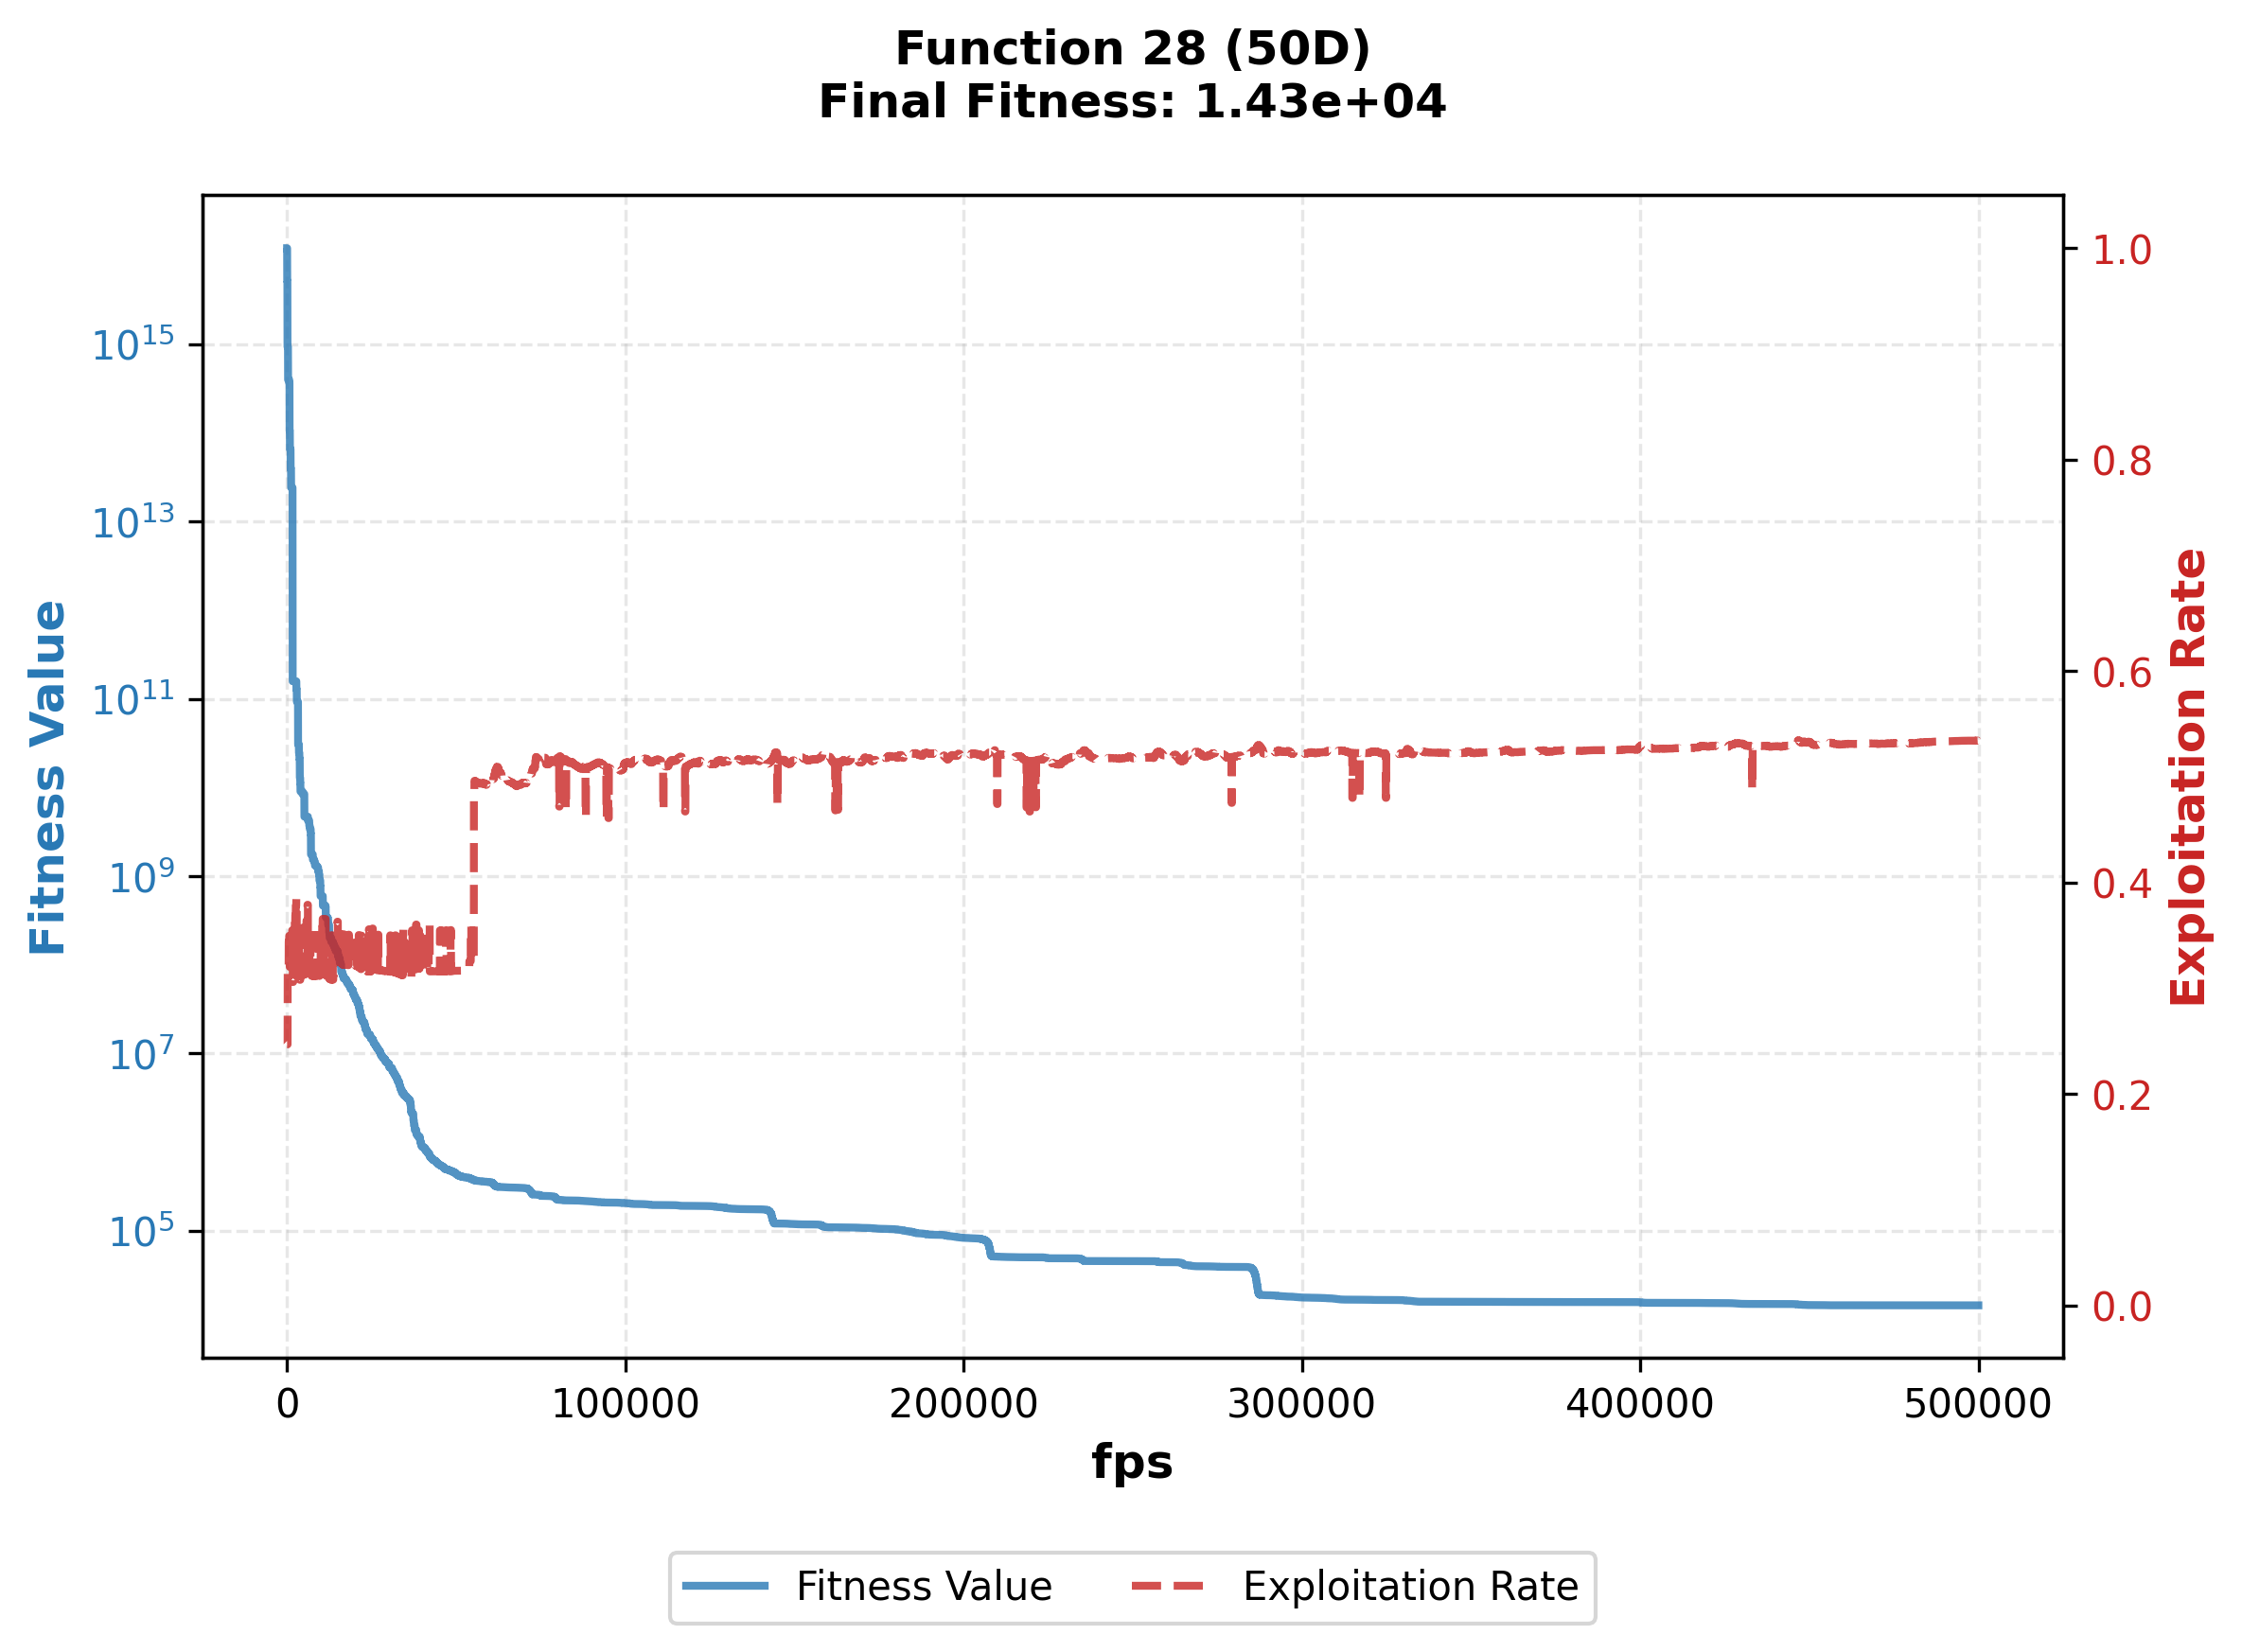 Function 28 (50D)
Final Fitness: 1.43e+04
Fitness Value
10^15
10^13
10^11
10^9
10^7
10^5
1.0
0.8
0.6
0.4
0.2
0.0
Exploitation Rate
0 100000 200000 300000 400000 500000
fps
Fitness Value Exploitation Rate